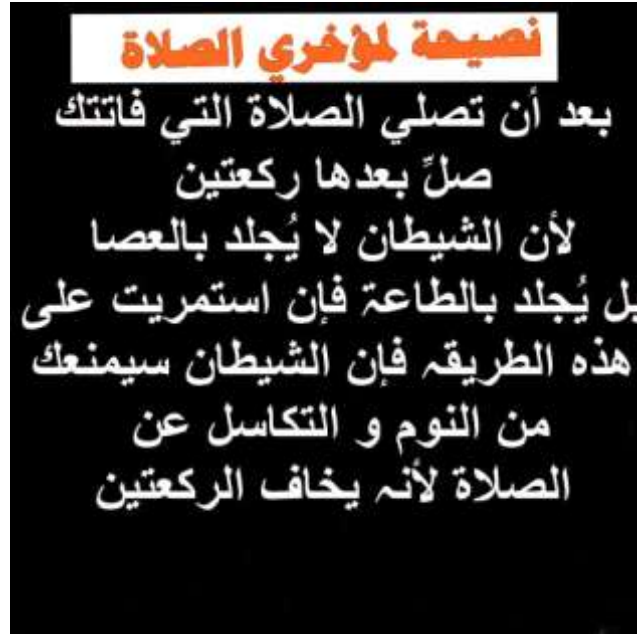 نصيحة لمؤخري الصلاة
بعد أن تصلي الصلاة التي فاتتك
صلِّ بعدها ركعتين
لأن الشيطان لا يُجلد بالعصا
بل يُجلد بالطاعة فإن استمريت على
هذه الطريقه فإن الشيطان سيمنعك
من النوم و التكاسل عن
الصلاة لأنه يخاف الركعتين